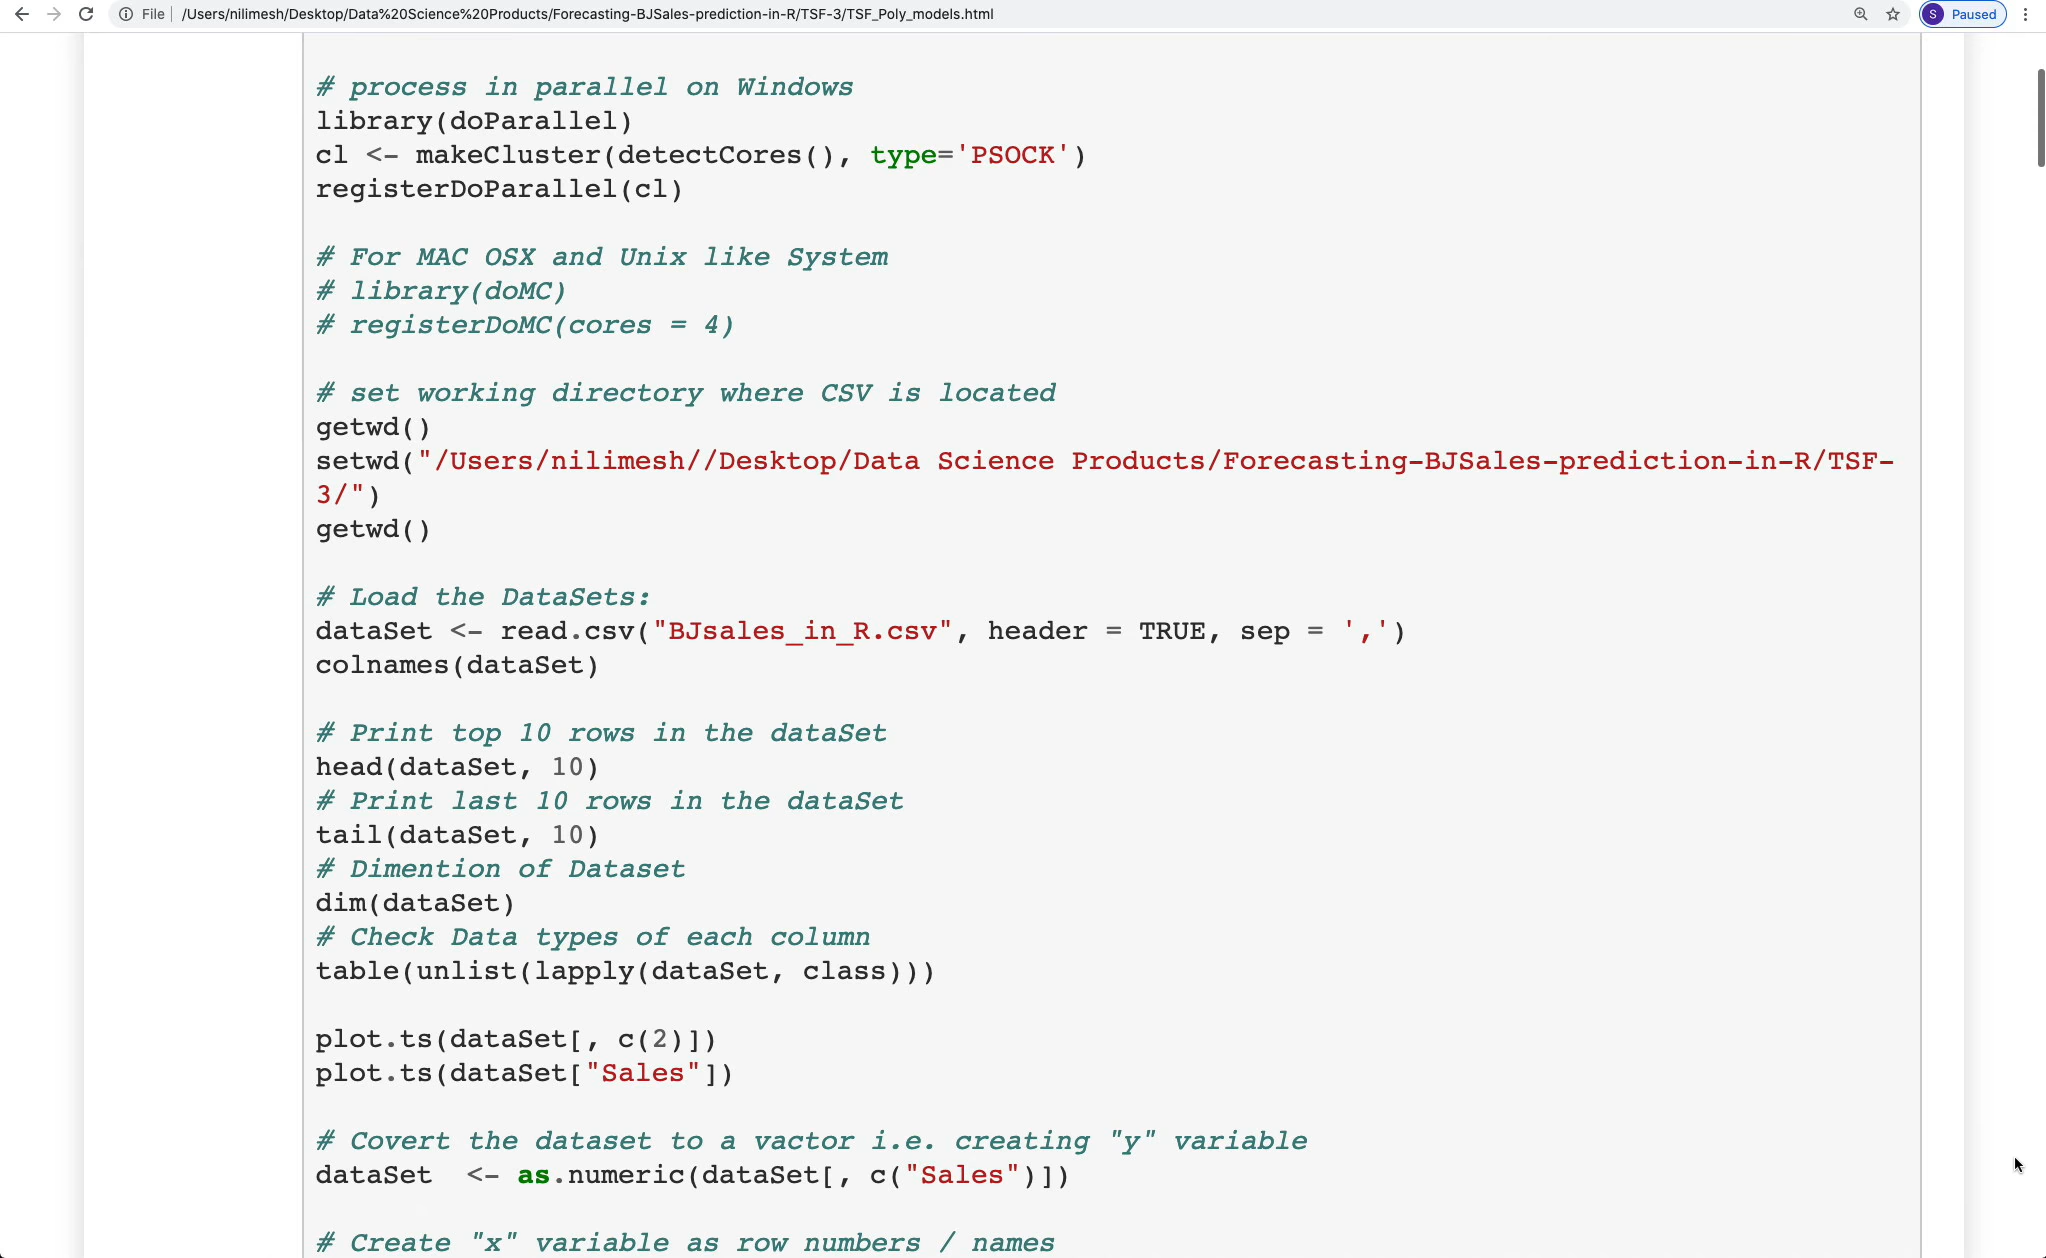 File | /Users/nilimesh/Desktop/Data%20Science%20Products/Forecasting-BJSales-prediction-in-R/TSF-3/TSF_Poly_models.html
S Paused
# process in parallel on Windows
library(doParallel)
cl <- makeCluster(detectCores(), type='PSOCK')
registerDoParallel(cl)
# For MAC OSX and Unix like System
# library(doMC)
# registerDoMC(cores = 4)
# set working directory where CSV is located
getwd()
setwd("/Users/nilimesh//Desktop/Data Science Products/Forecasting-BJSales-prediction-in-R/TSF-
3/")
getwd()
# Load the DataSets:
dataSet <- read.csv("BJsales_in_R.csv", header = TRUE, sep = ',')
colnames(dataSet)
# Print top 10 rows in the dataSet
head(dataSet, 10)
# Print last 10 rows in the dataSet
tail(dataSet, 10)
# Dimention of Dataset
dim(dataSet)
# Check Data types of each column
table(unlist(lapply(dataSet, class)))
plot.ts(dataSet[, c(2)])
plot.ts(dataSet["Sales"])
# Covert the dataset to a vactor i.e. creating "y" variable
dataSet  <- as.numeric(dataSet[, c("Sales")])
# Create "x" variable as row numbers / names